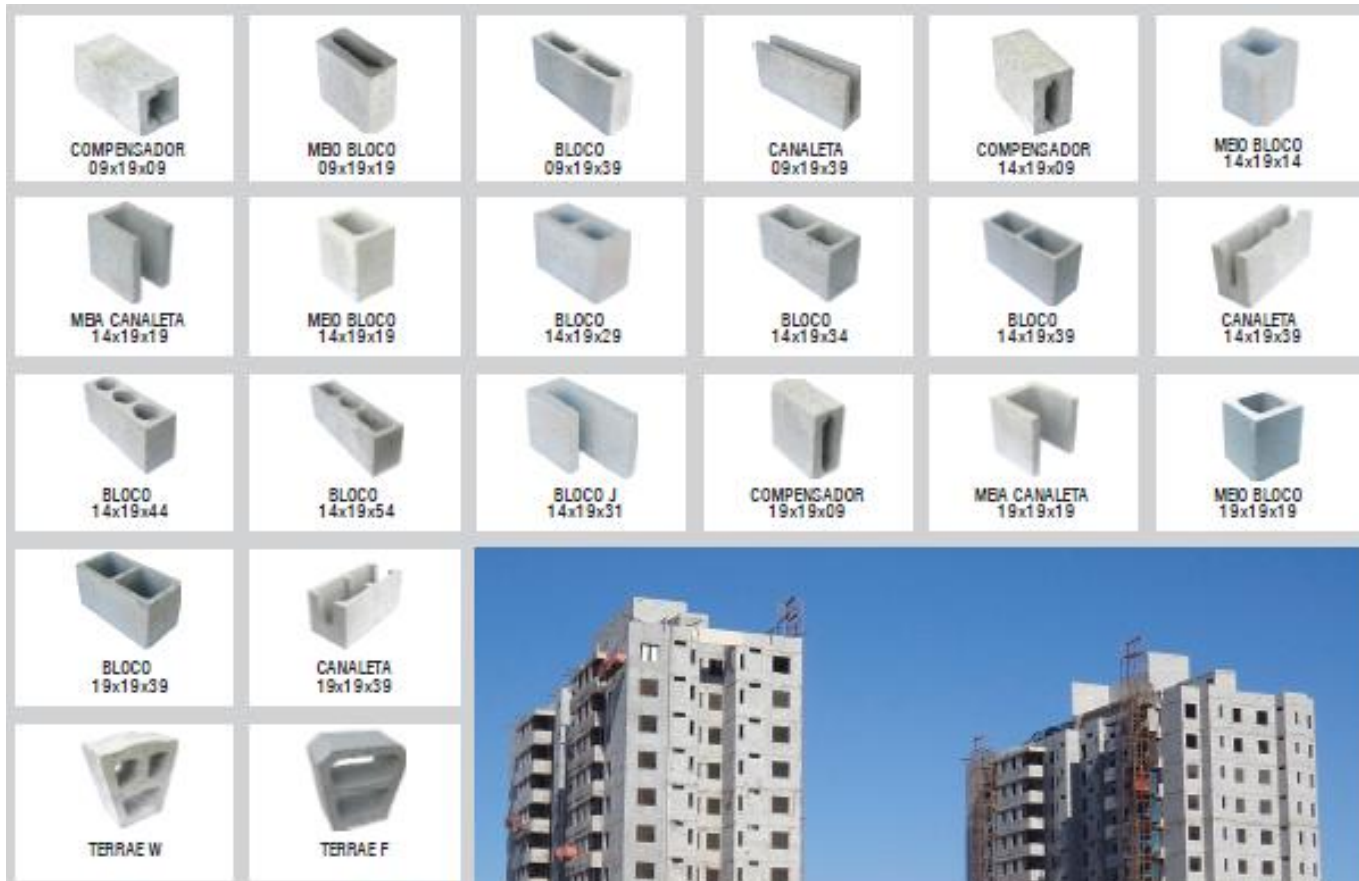 COMPENSADOR
09x19x09
MEIO BLOCO
09x19x19
BLOCO
09x19x39
CANALETA
09x19x39
COMPENSADOR
14x19x09
MEIO BLOCO
14x19x14
MEIA CANALETA
14x19x19
MEIO BLOCO
14x19x19
BLOCO
14x19x29
BLOCO
14x19x34
BLOCO
14x19x39
CANALETA
14x19x39
BLOCO
14x19x44
BLOCO
14x19x54
BLOCO J
14x19x31
COMPENSADOR
19x19x09
MEIA CANALETA
19x19x19
MEIO BLOCO
19x19x19
BLOCO
19x19x39
CANALETA
19x19x39
TERRAE W
TERRAE F